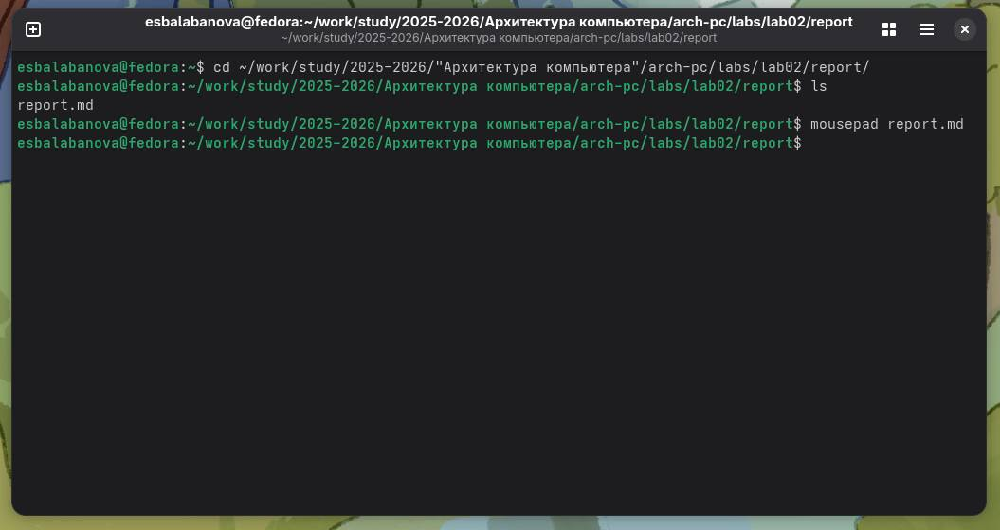 esbalabanova@fedora:~/work/study/2025-2026/Архитектура компьютера/arch-pc/labs/lab02/report
~/work/study/2025-2026/Архитектура компьютера/arch-pc/labs/lab02/report
esbalabanova@fedora:~$ cd ~/work/study/2025-2026/"Архитектура компьютера"/arch-pc/labs/lab02/report/
esbalabanova@fedora:~/work/study/2025-2026/Архитектура компьютера/arch-pc/labs/lab02/report$ ls
report.md
esbalabanova@fedora:~/work/study/2025-2026/Архитектура компьютера/arch-pc/labs/lab02/report$ mousepad report.md
esbalabanova@fedora:~/work/study/2025-2026/Архитектура компьютера/arch-pc/labs/lab02/report$